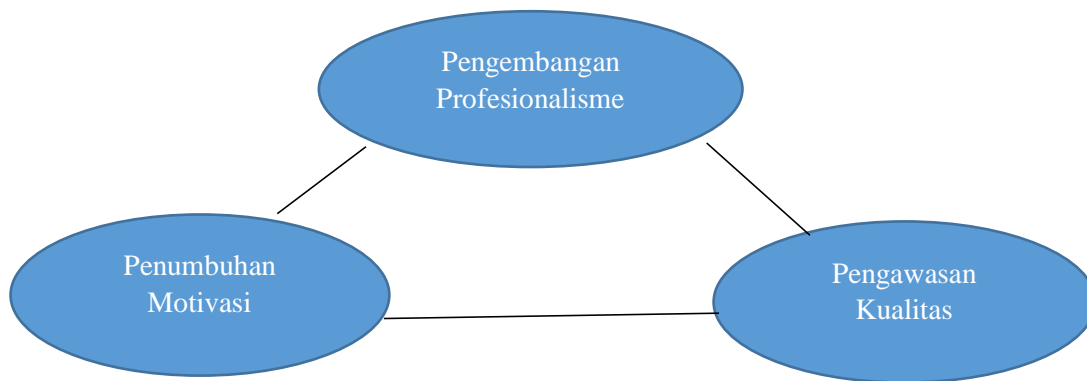 Pengembangan
Profesionalisme
Penumbuhan
Motivasi
Pengawasan
Kualitas